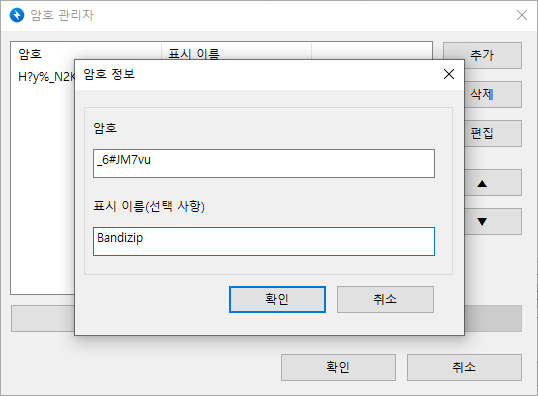 암호 관리자
암호 표시 이름
H?y%_N2K
추가
삭제
편집
▲
▼
암호 정보
암호
_6#JM7vu
표시 이름(선택 사항)
Bandizip
확인 취소
확인 취소